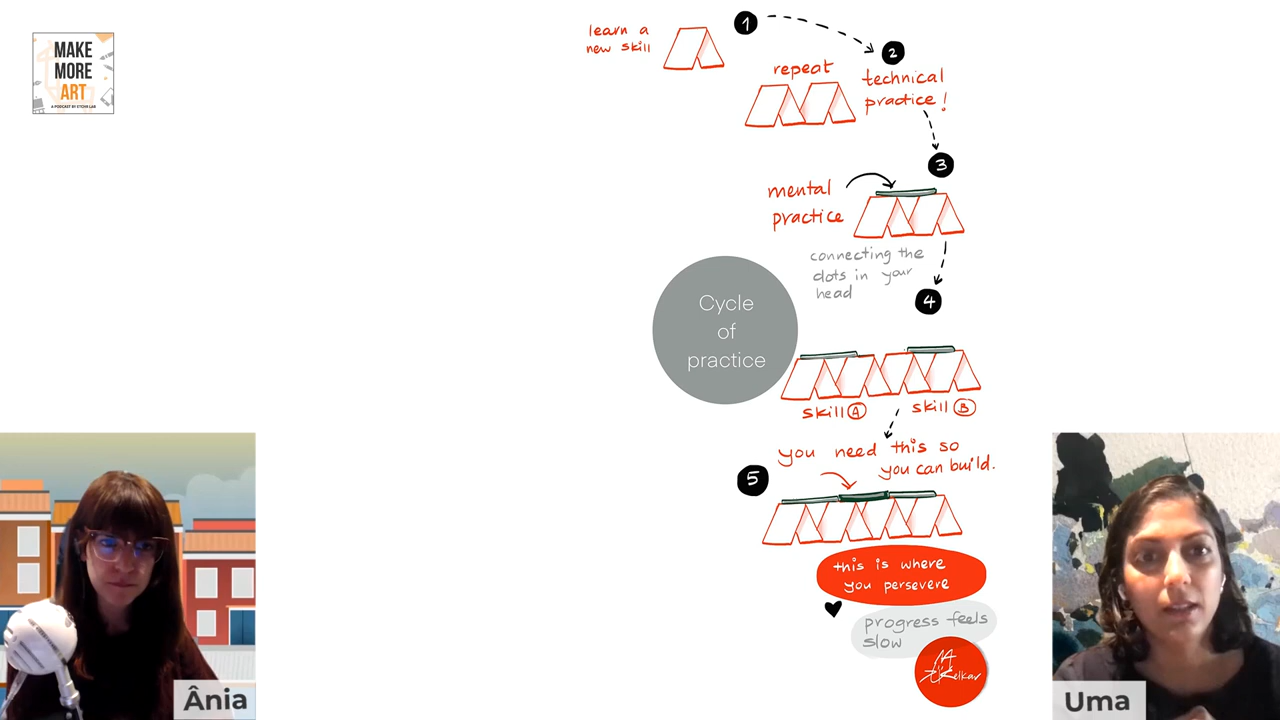 MAKE
MORE
ART
A PODCAST BY ETCHR LAB
learn a
new skill
1
2
repeat
technical
practice!
3
mental
practice
connecting the
dots in your
head
4
Cycle
of
practice
skill A
skill B
you need this so
you can build.
5
this is where
you persevere
progress feels
slow
Kelkar
Ânia
Uma